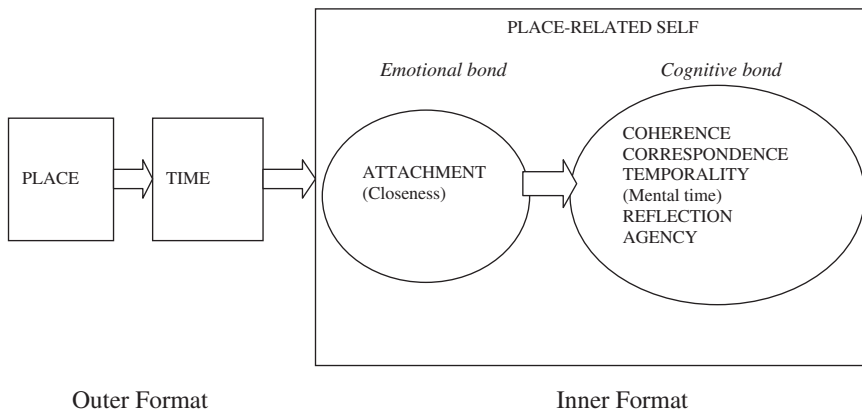 PLACE-RELATED SELF
Emotional bond
Cognitive bond
PLACE
TIME
ATTACHMENT
(Closeness)
COHERENCE
CORRESPONDENCE
TEMPORALITY
(Mental time)
REFLECTION
AGENCY
Outer Format
Inner Format